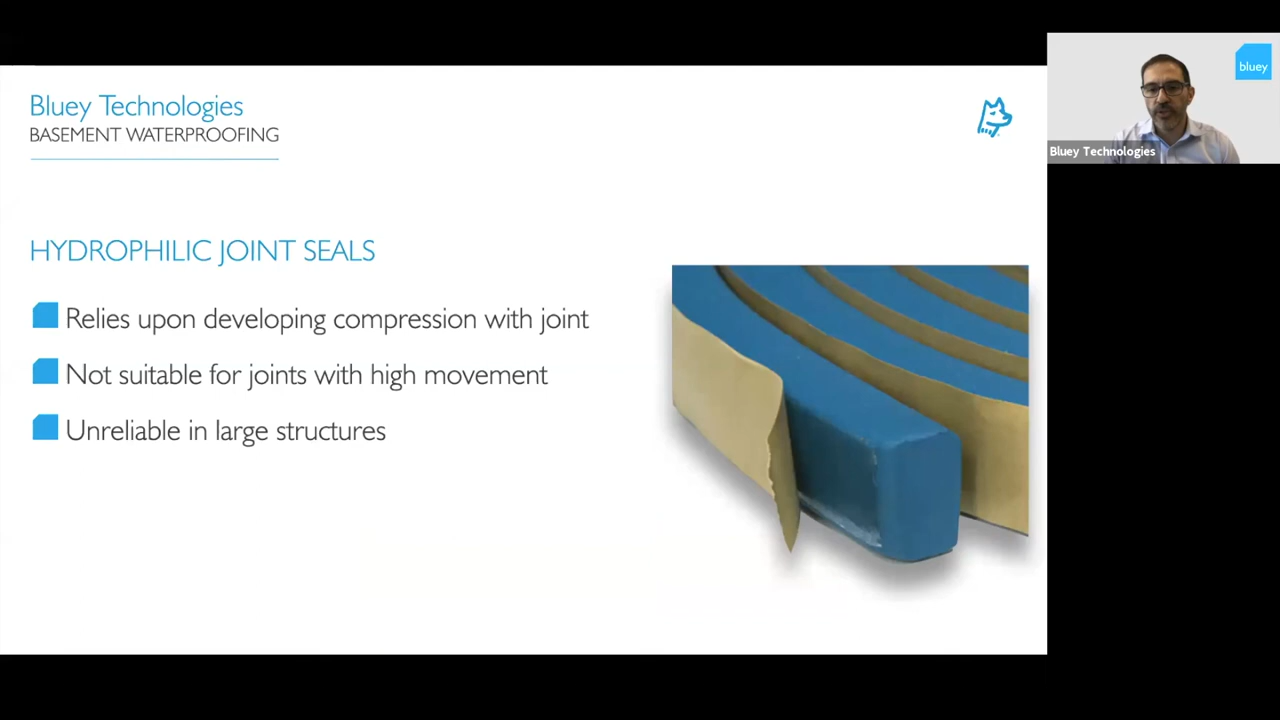 Bluey Technologies
BASEMENT WATERPROOFING
HYDROPHILIC JOINT SEALS
Relies upon developing compression with joint
Not suitable for joints with high movement
Unreliable in large structures
bluey
Bluey Technologies